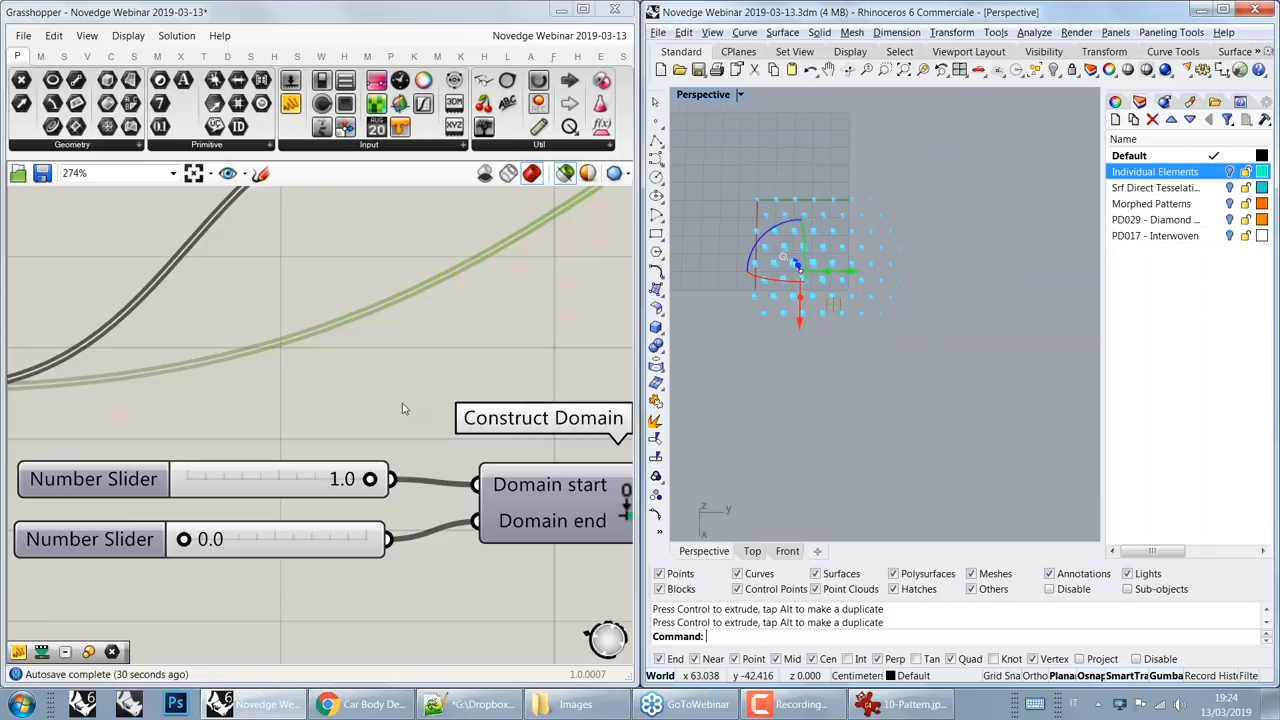 Grasshopper - Novedge Webinar 2019-03-13*
File Edit View Display Solution Help
Novedge Webinar 2019-03-13
P M S V C S M I T D
Geometry
Primitive
Input
Util
274%
Construct Domain
Number Slider 1.0
Domain start
Number Slider 0.0
Domain end
Autosave complete (30 seconds ago)
1.0.0007
Novedge Webinar 2019-03-13.3dm (4 MB) - Rhinoceros 6 Commerciale - [Perspective]
File Edit View Curve Surface Solid Mesh Dimension Transform Tools Analyze Render Panels Paneling Tools Help
Standard CPlanes Set View Display Select Viewport Layout Visibility Transform Curve Tools Surface
Perspective
z y
x
Perspective Top Front
Name
Default
Individual Elements
Srf Direct Tesselati...
Morphed Patterns
PD029 - Diamond ...
PD017 - Interwoven
Points Curves Surfaces Polysurfaces Meshes Annotations Lights
Blocks Control Points Point Clouds Hatches Others Disable Sub-objects
Press Control to extrude, tap Alt to make a duplicate
Press Control to extrude, tap Alt to make a duplicate
Command:
End Near Point Mid Cen Int Perp Tan Quad Knot Vertex Project Disable
World x 63.038 y -42.416 z 0.000 Centimeters Default Grid Sna Ortho Plana Osnap SmartTra Gumba Record Histo Filte
Novedge We...
Car Body De...
*G:\Dropbox...
Images
GoToWebinar
Recording...
10-Pattern.jp...
IT
19:24
13/03/2019